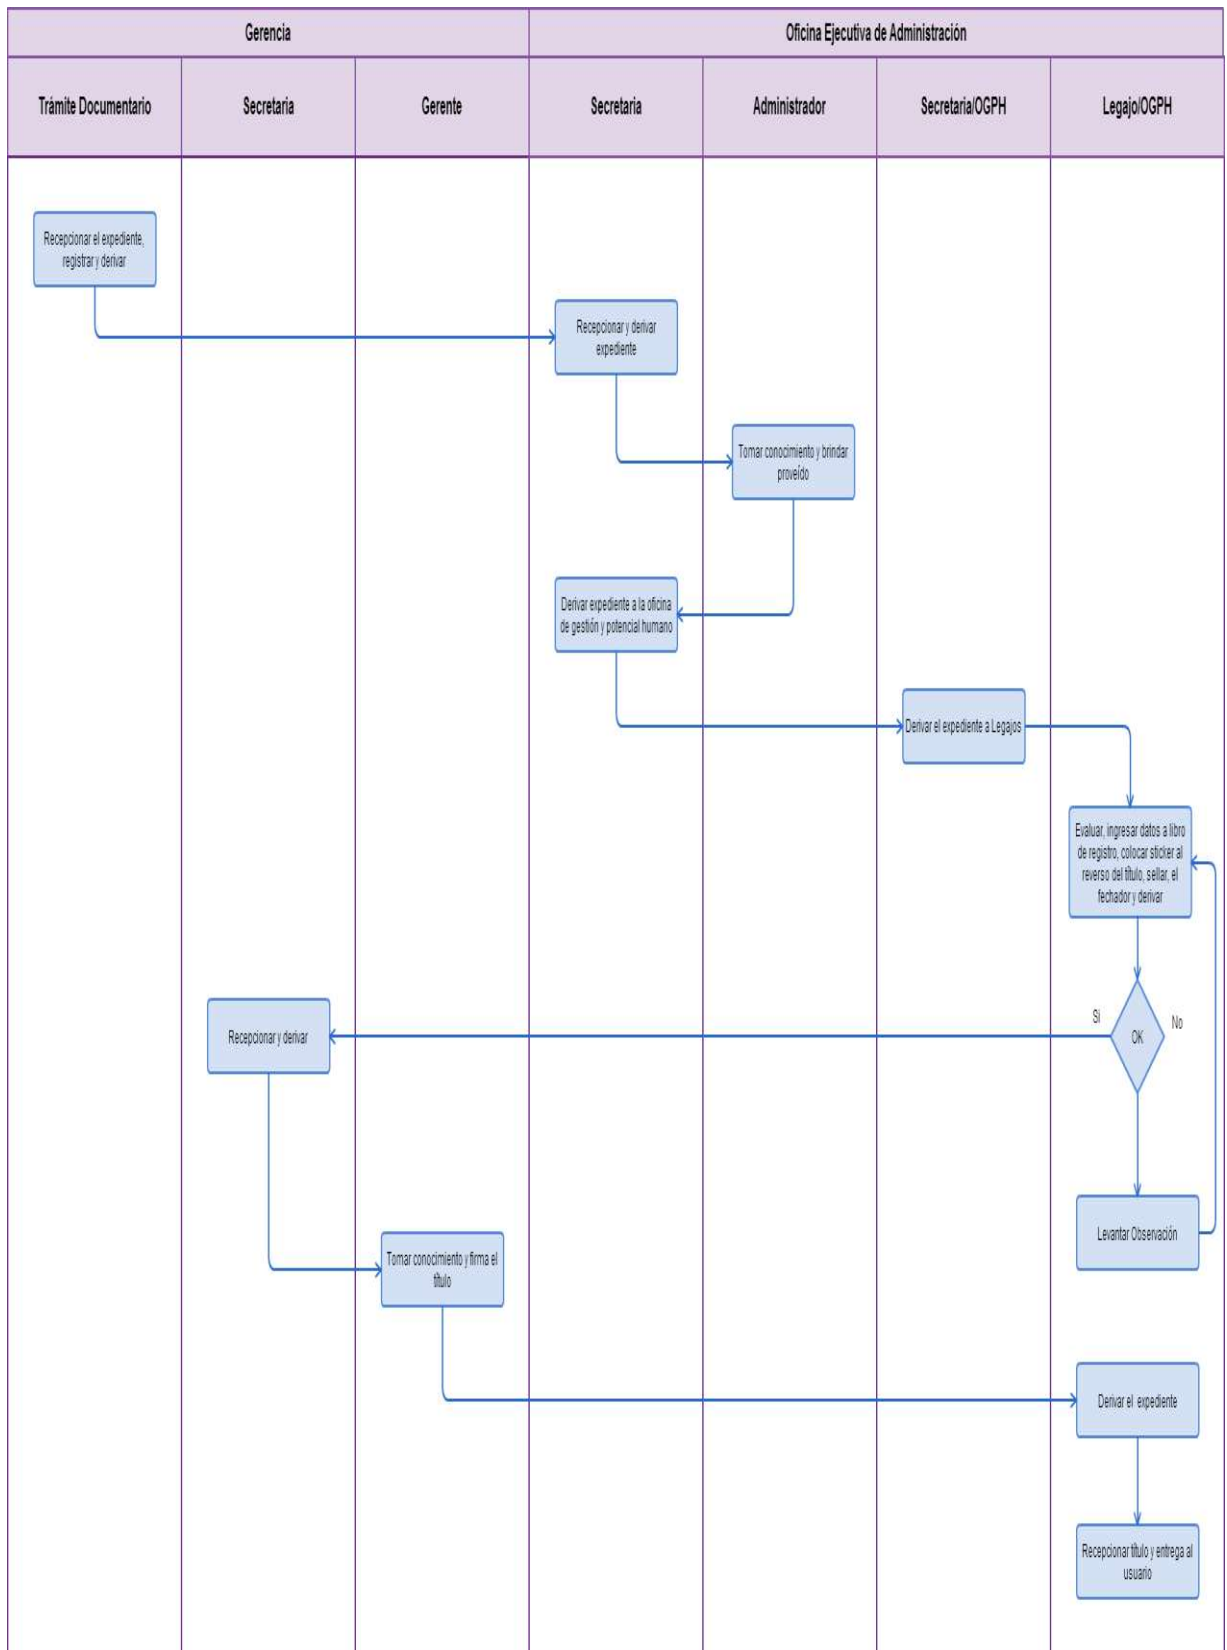 Gerencia
Oficina Ejecutiva de Administración
Trámite Documentario
Secretaria
Gerente
Secretaria
Administrador
Secretaria/OGPH
Legajo/OGPH
Recepcionar el expediente,
registrar y derivar
Recepcionar y derivar
expediente
Tomar conocimiento y brindar
proveído
Derivar expediente a la oficina
de gestión y potencial humano
Derivar el expediente a Legajos
Evaluar, ingresar datos a libro
de registro, colocar sticker al
reverso del título, sellar, el
fechador y derivar
Si
OK
No
Recepcionar y derivar
Levantar Observación
Tomar conocimiento y firma el
título
Derivar el expediente
Recepcionar título y entrega al
usuario